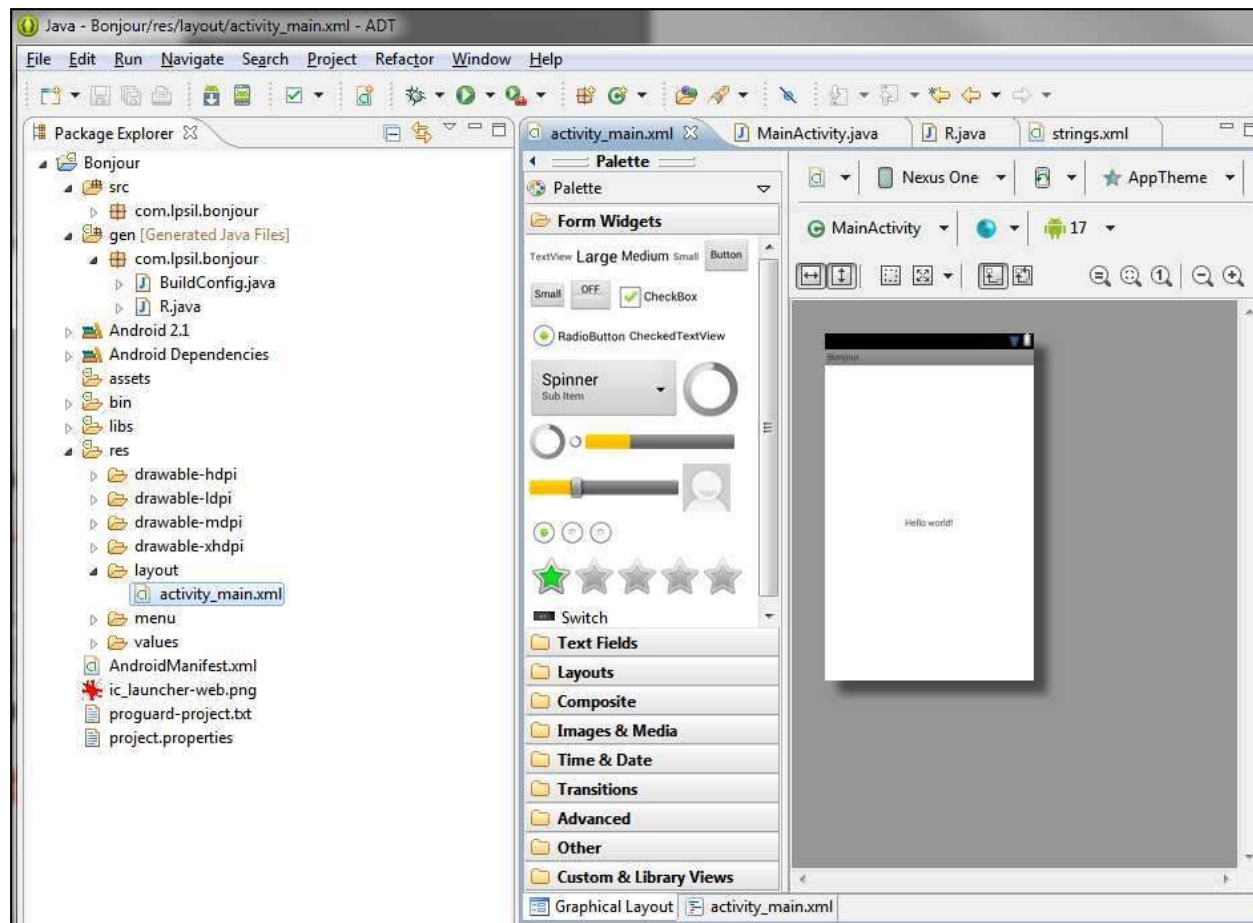 Java - Bonjour/res/layout/activity_main.xml - ADT
File Edit Run Navigate Search Project Refactor Window Help
Package Explorer
Bonjour
src
com.lpsil.bonjour
gen [Generated Java Files]
com.lpsil.bonjour
BuildConfig.java
R.java
Android 2.1
Android Dependencies
assets
bin
libs
res
drawable-hdpi
drawable-ldpi
drawable-mdpi
drawable-xhdpi
layout
activity_main.xml
menu
values
AndroidManifest.xml
ic_launcher-web.png
proguard-project.txt
project.properties
activity_main.xml MainActivity.java R.java strings.xml
Palette
Palette
Form Widgets
TextView Large Medium Small Button
Small OFF CheckBox
RadioButton CheckedTextView
Spinner
Sub Item
Switch
Text Fields
Layouts
Composite
Images & Media
Time & Date
Transitions
Advanced
Other
Custom & Library Views
Nexus One AppTheme
MainActivity 17
1
Bonjour
Hello world!
Graphical Layout activity_main.xml